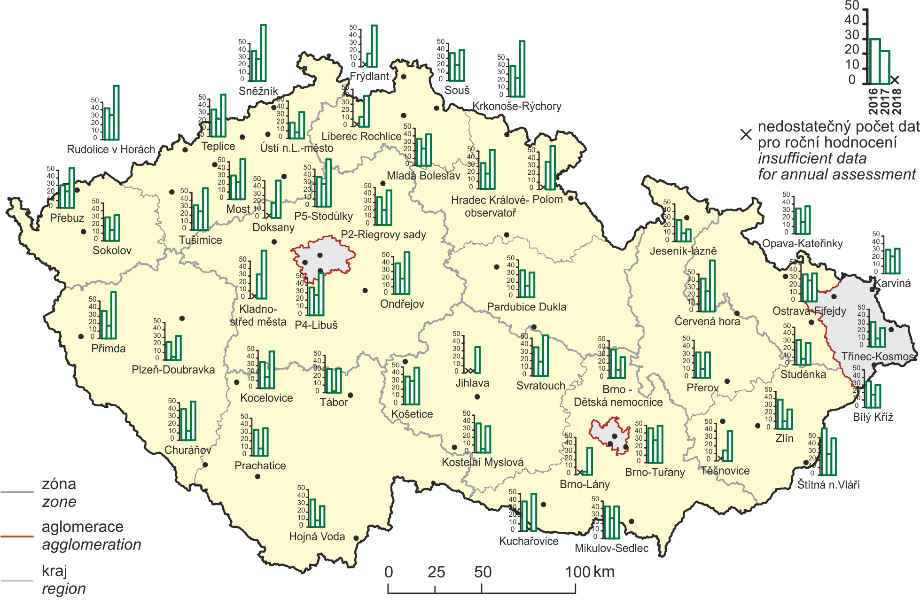 50
40
30
20
10
0
2016
2017
2018
nedostatečný počet dat
pro roční hodnocení
insufficient data
for annual assessment
Sněžník
Frýdlant
Souš
Krkonoše-Rýchory
Rudolice v Horách
Teplice
Ústí n.L.-město
Liberec Rochlice
Mladá Boleslav
Hradec Králové-
observatoř
Polom
Přebuz
Sokolov
Tušimice
Most
Doksany
P5-Stodůlky
P2-Riegrovy sady
Jeseník-lázně
Opava-Kateřinky
Karviná
Kladno-
střed města
P4-Libuš
Ondřejov
Pardubice Dukla
Červená hora
Ostrava-Fifejdy
Přimda
Plzeň-Doubravka
Kocelovice
Tábor
Košetice
Jihlava
Svratouch
Brno -
Dětská nemocnice
Přerov
Studénka
Třinec-Kosmos
Bílý Kříž
Churáňov
Prachatice
Kostelní Myslová
Brno-Lány
Brno-Tuřany
Těšnovice
Zlín
Štítná n.Vláří
Hojná Voda
Kuchařovice
Mikulov-Sedlec
zóna
zone
aglomerace
agglomeration
kraj
region
0 25 50 100 km